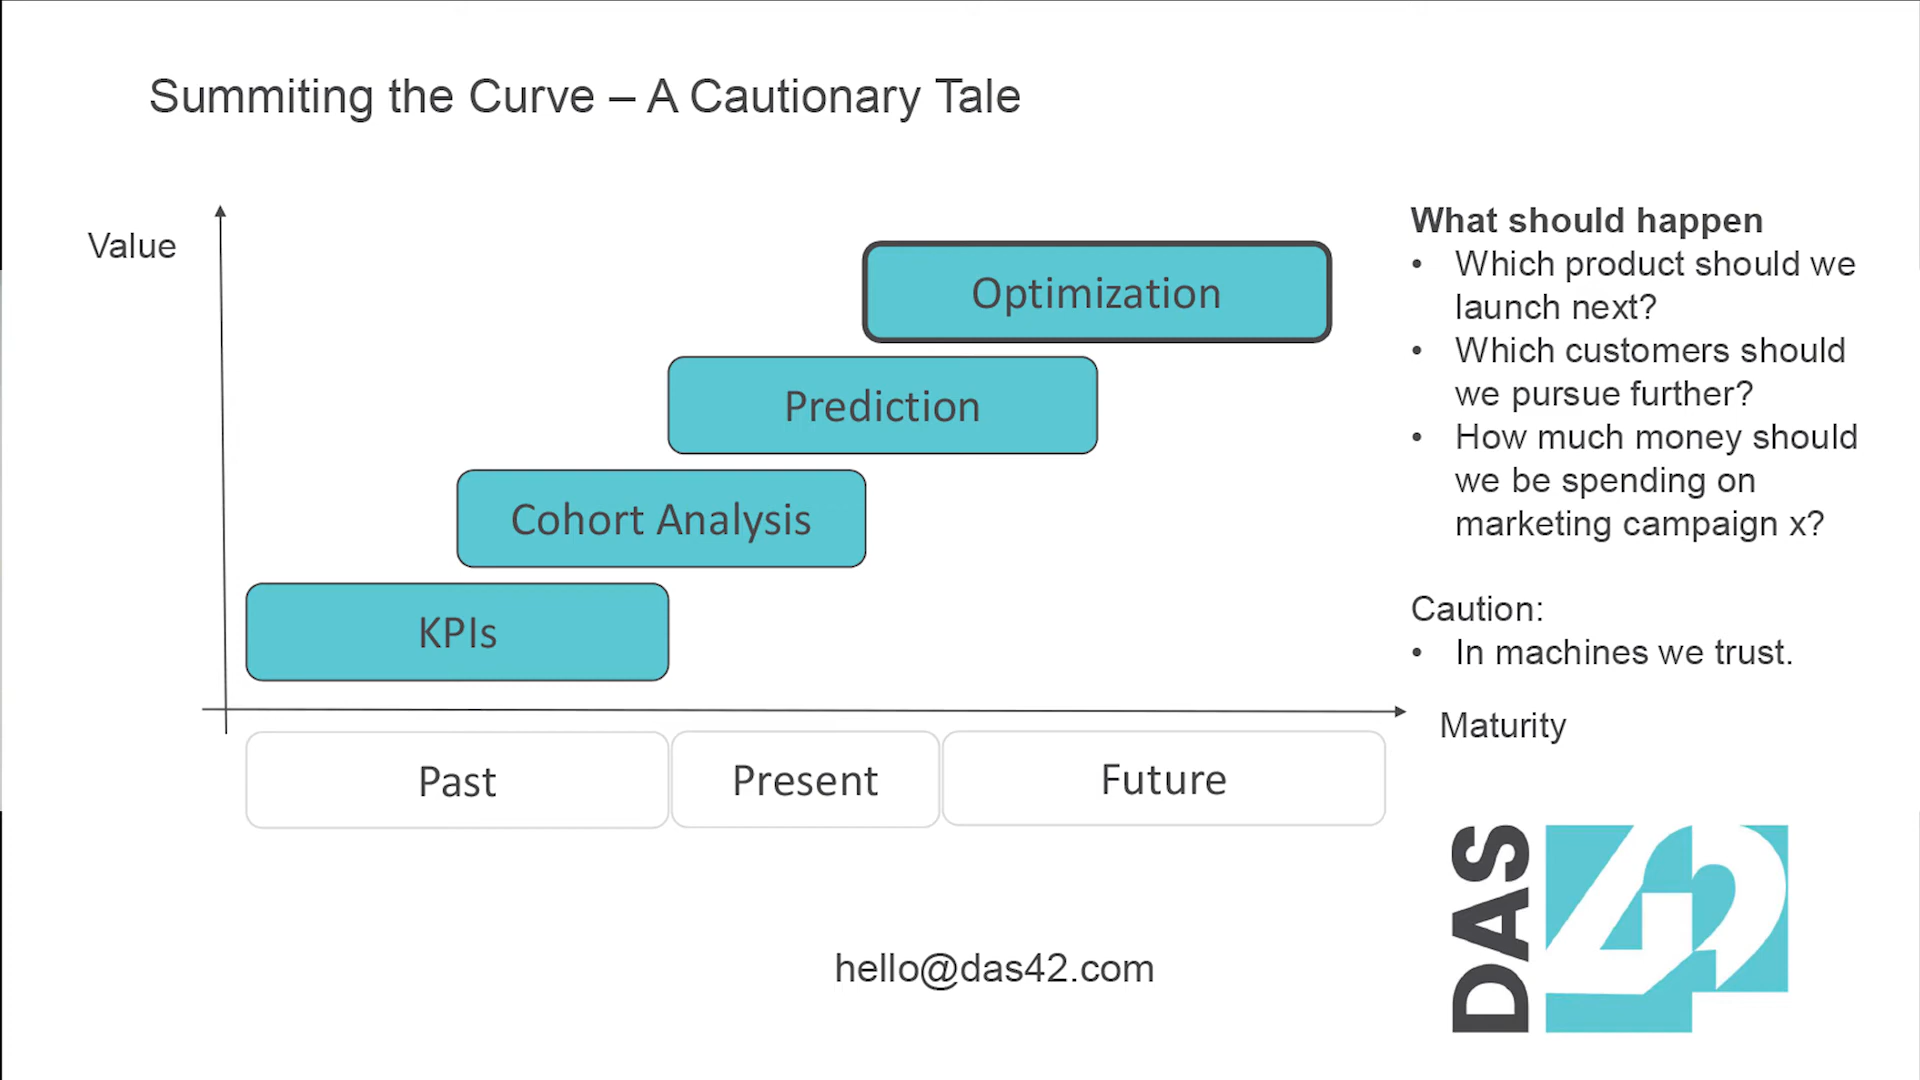 Summiting the Curve – A Cautionary Tale
Value
Optimization
Prediction
Cohort Analysis
KPIs
Past
Present
Future
Maturity
What should happen
• Which product should we
launch next?
• Which customers should
we pursue further?
• How much money should
we be spending on
marketing campaign x?
Caution:
• In machines we trust.
hello@das42.com
DAS
42